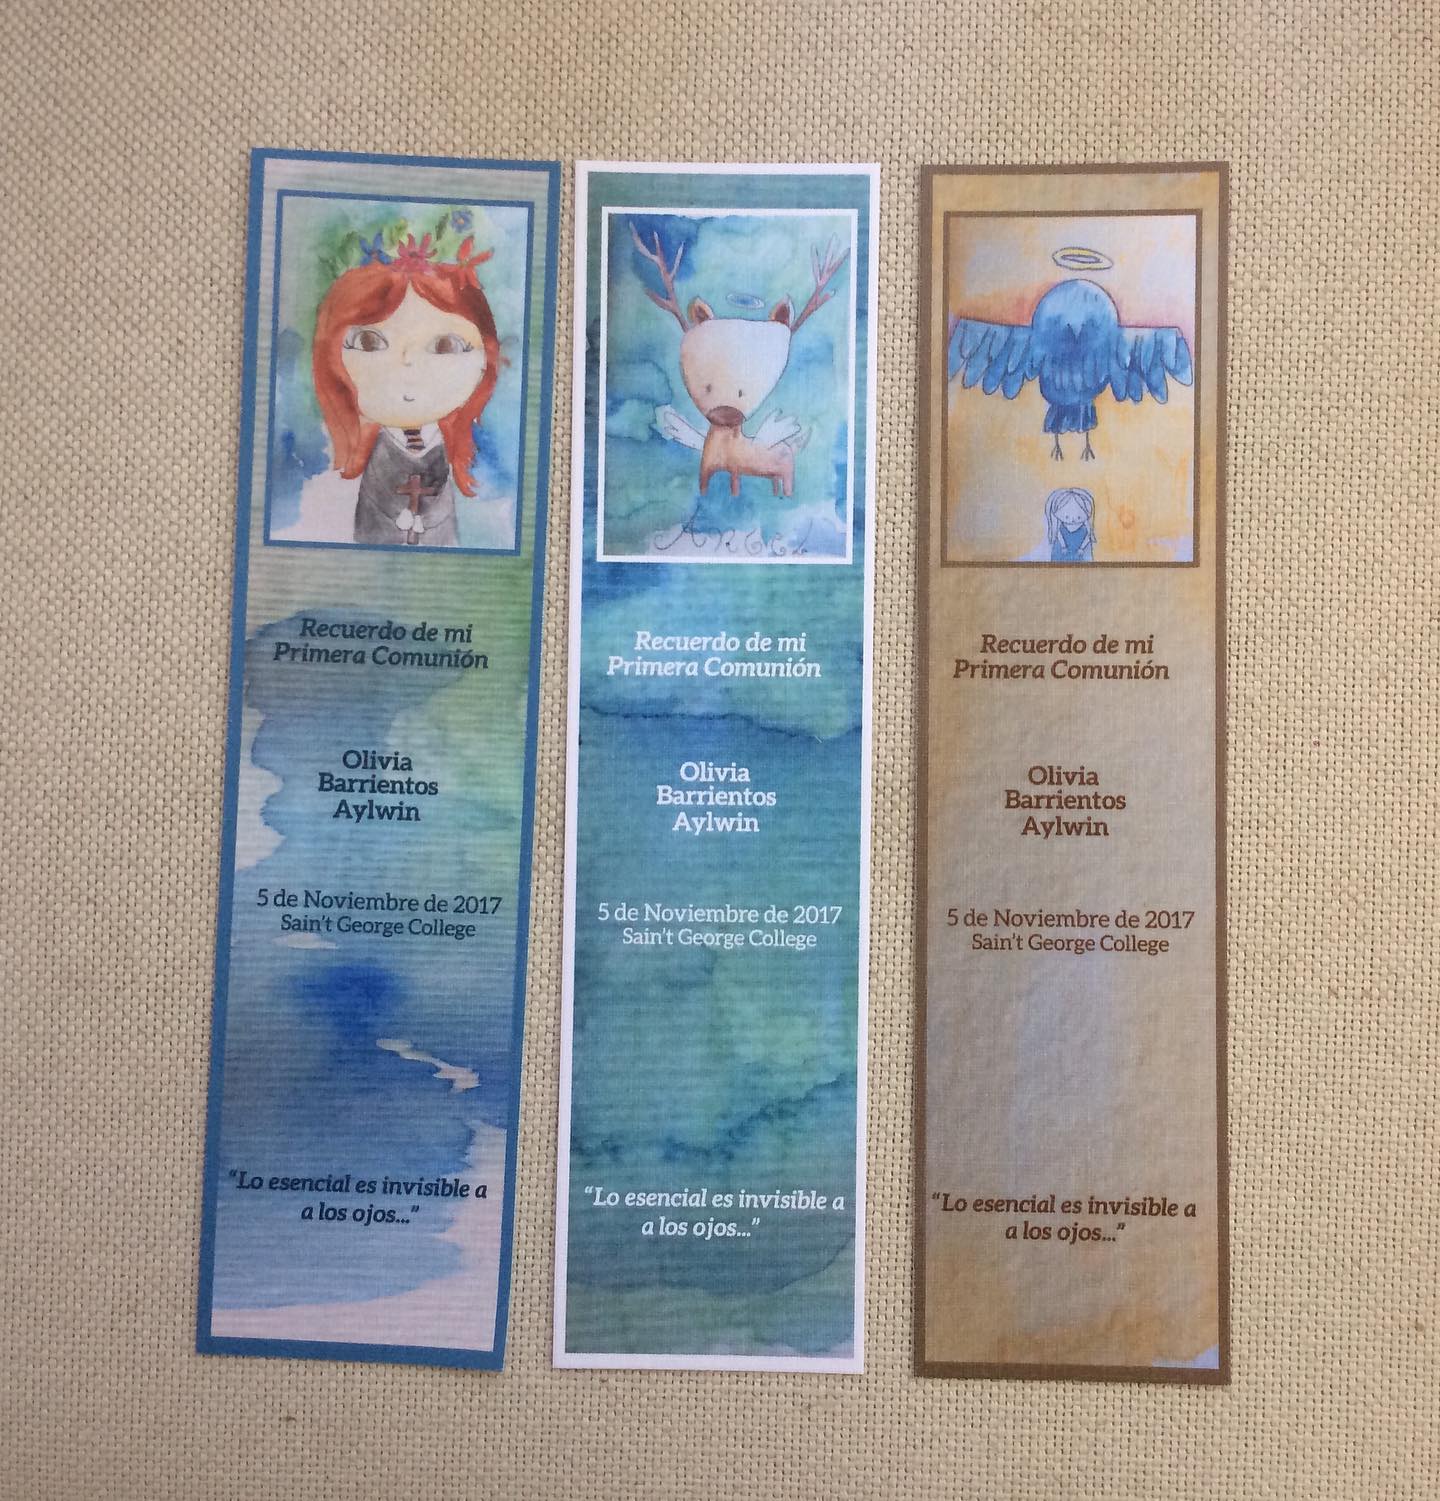 Recuerdo de mi
Primera Comunión
Olivia
Barrientos
Aylwin
5 de Noviembre de 2017
Sain't George College
“Lo esencial es invisible a
a los ojos...”
ANGEL
Recuerdo de mi
Primera Comunión
Olivia
Barrientos
Aylwin
5 de Noviembre de 2017
Sain't George College
“Lo esencial es invisible a
a los ojos...”
Recuerdo de mi
Primera Comunión
Olivia
Barrientos
Aylwin
5 de Noviembre de 2017
Sain't George College
“Lo esencial es invisible a
a los ojos...”